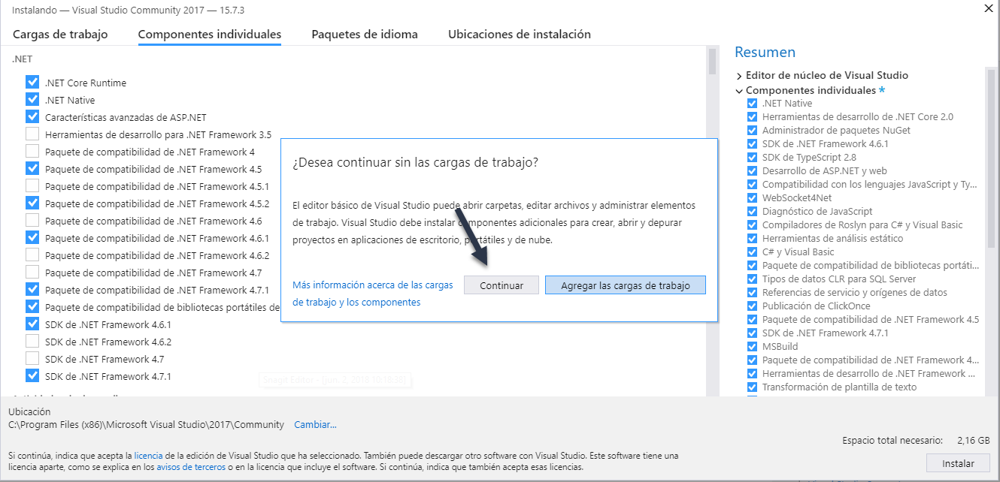 Instalando — Visual Studio Community 2017 — 15.7.3
Cargas de trabajo
Componentes individuales
Paquetes de idioma
Ubicaciones de instalación
.NET
.NET Core Runtime
.NET Native
Características avanzadas de ASP.NET
Herramientas de desarrollo para .NET Framework 3.5
Paquete de compatibilidad de .NET Framework 4
Paquete de compatibilidad de .NET Framework 4.5
Paquete de compatibilidad de .NET Framework 4.5.1
Paquete de compatibilidad de .NET Framework 4.5.2
Paquete de compatibilidad de .NET Framework 4.6
Paquete de compatibilidad de .NET Framework 4.6.1
Paquete de compatibilidad de .NET Framework 4.6.2
Paquete de compatibilidad de .NET Framework 4.7
Paquete de compatibilidad de .NET Framework 4.7.1
Paquete de compatibilidad de bibliotecas portátiles de
SDK de .NET Framework 4.6.1
SDK de .NET Framework 4.6.2
SDK de .NET Framework 4.7
SDK de .NET Framework 4.7.1
¿Desea continuar sin las cargas de trabajo?
El editor básico de Visual Studio puede abrir carpetas, editar archivos y administrar elementos
de trabajo. Visual Studio debe instalar componentes adicionales para crear, abrir y depurar
proyectos en aplicaciones de escritorio, portátiles y de nube.
Más información acerca de las cargas
de trabajo y los componentes
Continuar
Agregar las cargas de trabajo
Snagit Editor - [jun. 2, 2018 10:18:55]
Resumen
Editor de núcleo de Visual Studio
Componentes individuales *
.NET Native
Herramientas de desarrollo de .NET Core 2.0
Administrador de paquetes NuGet
SDK de .NET Framework 4.6.1
SDK de TypeScript 2.8
Desarrollo de ASP.NET y web
Compatibilidad con los lenguajes JavaScript y Ty...
WebSocket4Net
Diagnóstico de JavaScript
Compiladores de Roslyn para C# y Visual Basic
Herramientas de análisis estático
C# y Visual Basic
Paquete de compatibilidad de bibliotecas portáti...
Tipos de datos CLR para SQL Server
Referencias de servicio y orígenes de datos
Publicación de ClickOnce
Paquete de compatibilidad de .NET Framework 4.5
SDK de .NET Framework 4.7.1
MSBuild
Paquete de compatibilidad de .NET Framework 4...
Herramientas de desarrollo de .NET Framework ...
Transformación de plantilla de texto
Ubicación
C:\Program Files (x86)\Microsoft Visual Studio\2017\Community
Cambiar...
Espacio total necesario: 2,16 GB
Si continúa, indica que acepta la licencia de la edición de Visual Studio que ha seleccionado. También puede descargar otro software con Visual Studio. Este software tiene una
licencia aparte, como se explica en los avisos de terceros o en la licencia que incluye el software. Si continúa, indica que también acepta esas licencias.
Instalar